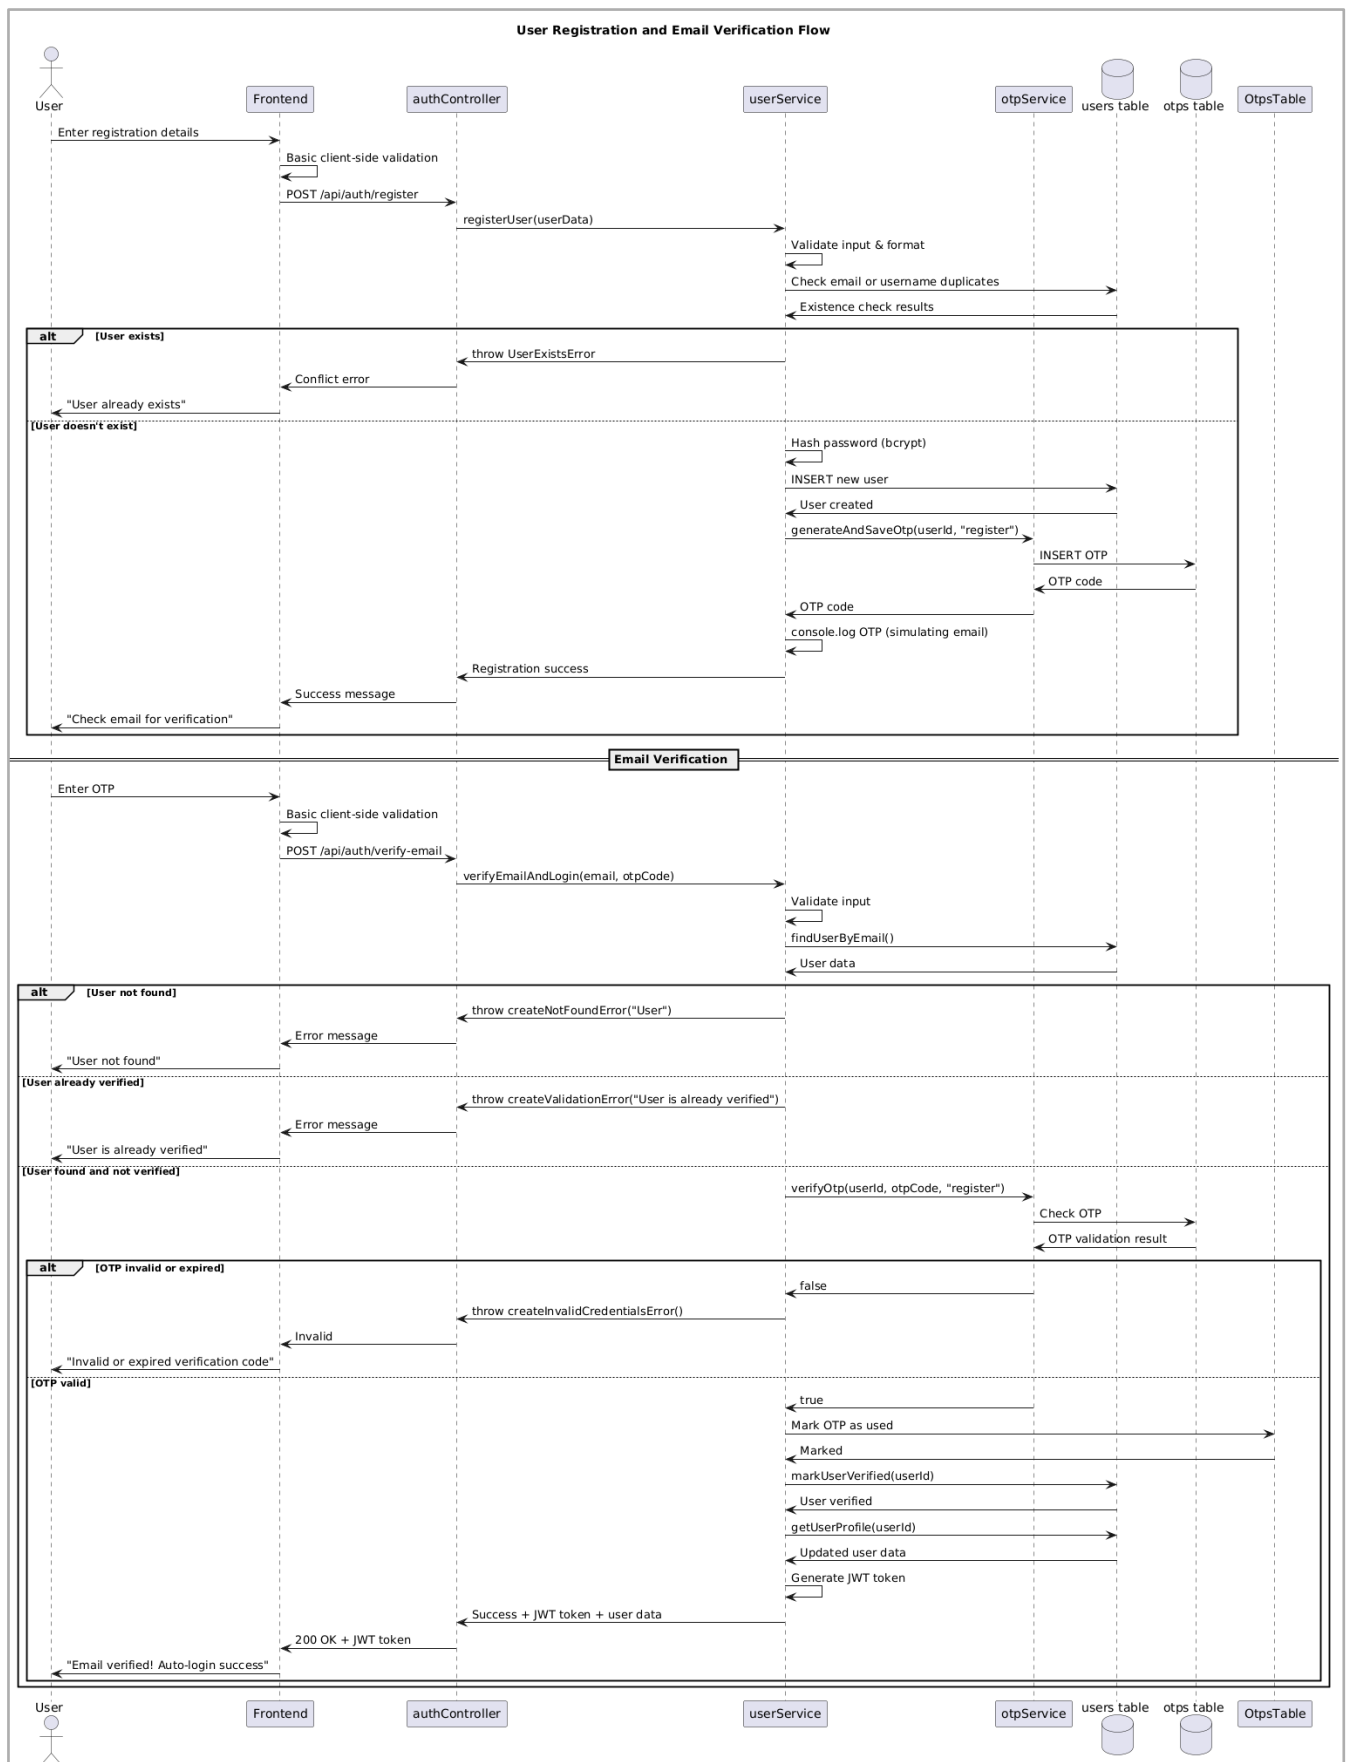 User Registration and Email Verification Flow
User
Frontend
authController
userService
otpService
users table
otps table
OtpsTable
Enter registration details
Basic client-side validation
POST /api/auth/register
registerUser(userData)
Validate input & format
Check email or username duplicates
Existence check results
alt
[User exists]
throw UserExistsError
Conflict error
"User already exists"
[User doesn't exist]
Hash password (bcrypt)
INSERT new user
User created
generateAndSaveOtp(userId, "register")
INSERT OTP
OTP code
OTP code
console.log OTP (simulating email)
Registration success
Success message
"Check email for verification"
Email Verification
Enter OTP
Basic client-side validation
POST /api/auth/verify-email
verifyEmailAndLogin(email, otpCode)
Validate input
findUserByEmail()
User data
alt
[User not found]
throw createNotFoundError("User")
Error message
"User not found"
[User already verified]
throw createValidationError("User is already verified")
Error message
"User is already verified"
[User found and not verified]
verifyOtp(userId, otpCode, "register")
Check OTP
OTP validation result
alt
[OTP invalid or expired]
false
throw createInvalidCredentialsError()
Invalid
"Invalid or expired verification code"
[OTP valid]
true
Mark OTP as used
Marked
markUserVerified(userId)
User verified
getUserProfile(userId)
Updated user data
Generate JWT token
Success + JWT token + user data
200 OK + JWT token
"Email verified! Auto-login success"
User
Frontend
authController
userService
otpService
users table
otps table
OtpsTable